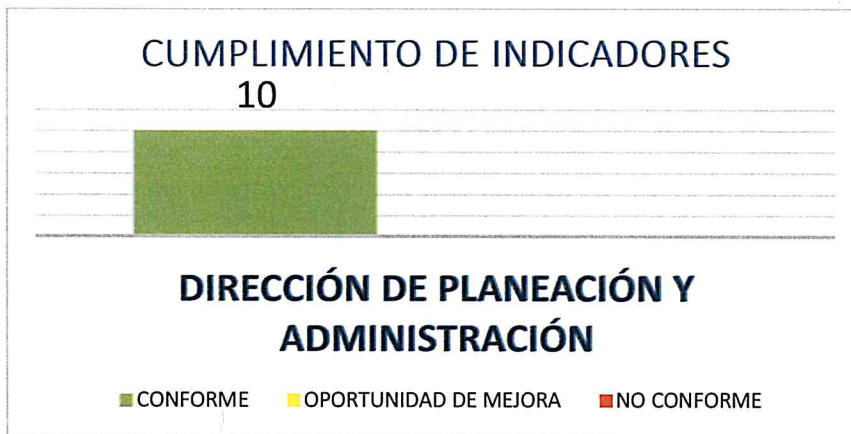 CUMPLIMIENTO DE INDICADORES
10
DIRECCIÓN DE PLANEACIÓN Y
ADMINISTRACIÓN
CONFORME OPORTUNIDAD DE MEJORA NO CONFORME